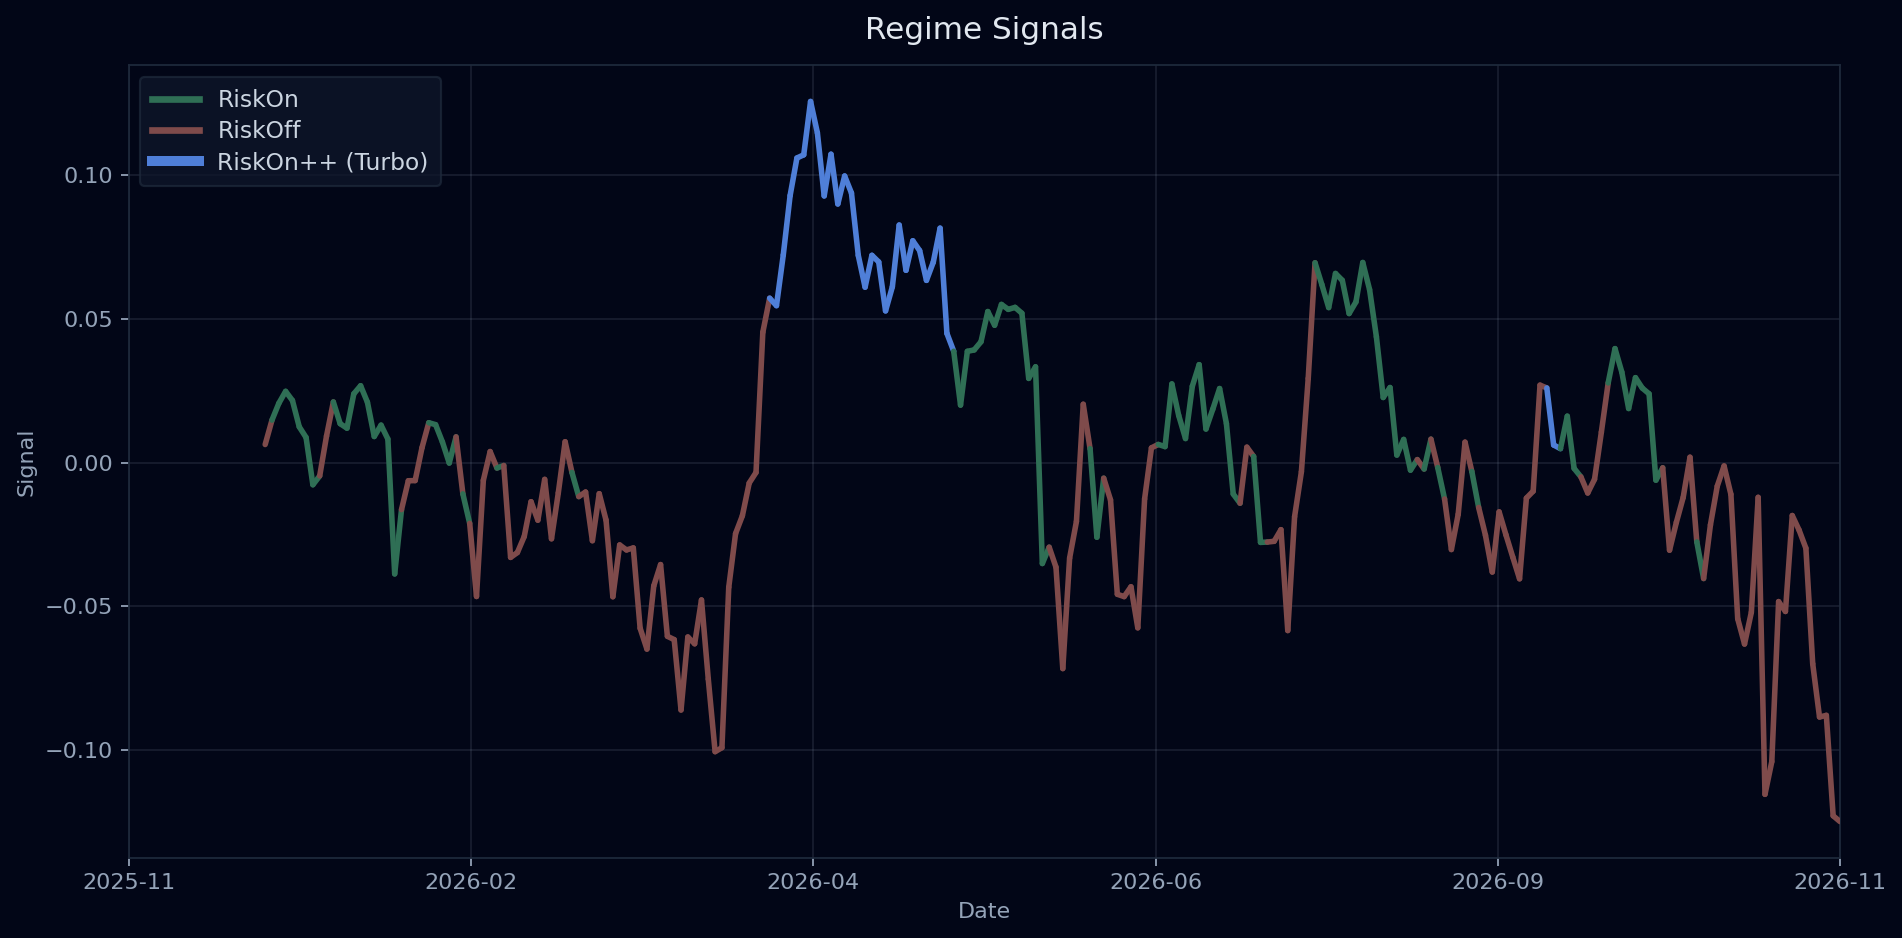 Regime Signals
RiskOn
RiskOff
RiskOn++ (Turbo)
0.10
0.05
0.00
−0.05
−0.10
Signal
2025-11
2026-02
2026-04
2026-06
2026-09
2026-11
Date